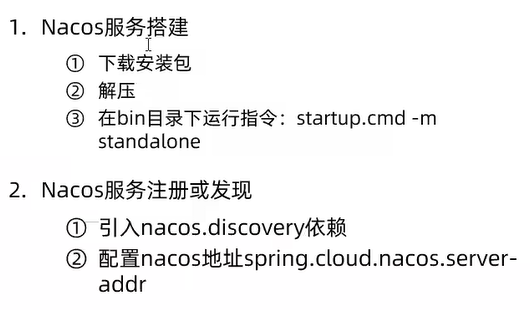 1. Nacos服务搭建
① 下载安装包
② 解压
③ 在bin目录下运行指令：startup.cmd -m
standalone
2. Nacos服务注册或发现
① 引入nacos.discovery依赖
② 配置nacos地址spring.cloud.nacos.server-
addr